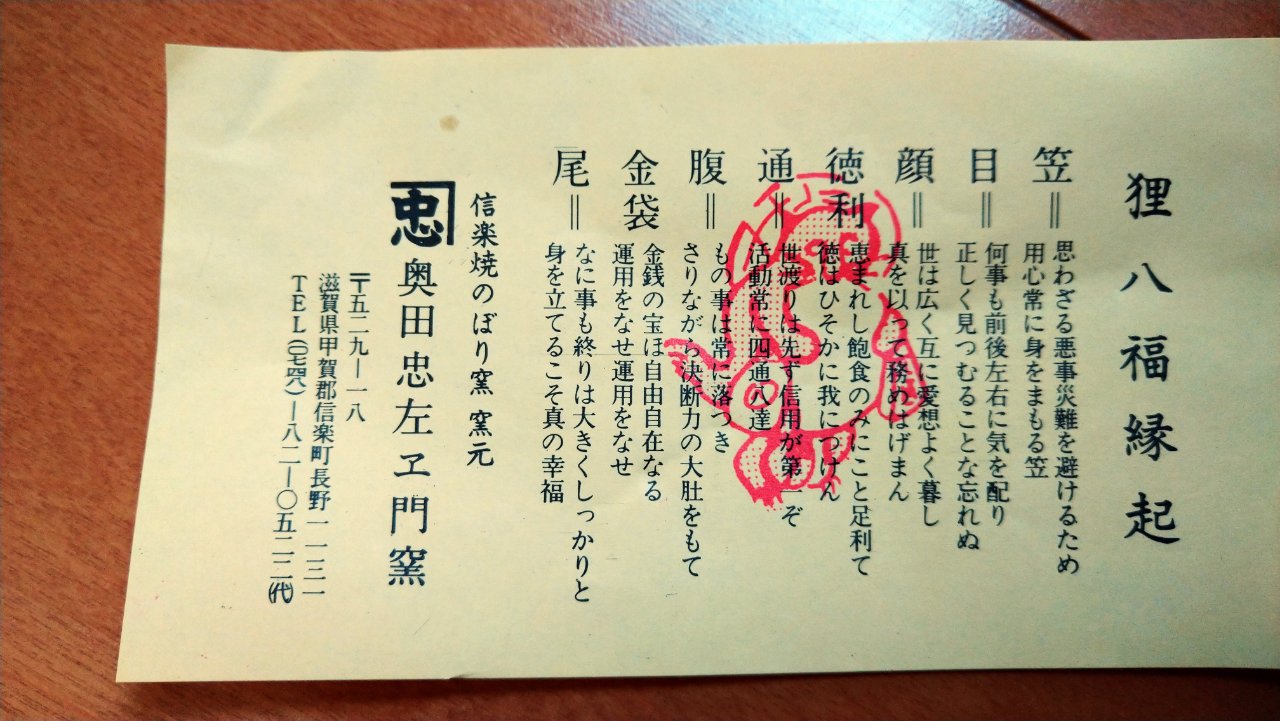 狸八福縁起
笠＝思わざる悪事災難を避けるため
用心常に身をまもる笠
目＝何事も前後左右に気を配り
正しく見つむることな忘れぬ
顔＝世は広く互に愛想よく暮し
真を以って務めはげまん
徳利 恵まれし飽食のみにこと足利て
徳はひそかに我につけん
通＝世渡りは先ず信用が第一ぞ
活動常に四通八達
腹＝もの事は常に落つき
さりながら決断力の大肚をもて
金袋 金銭の宝は自由自在なる
運用をなせ運用をなせ
尾＝なに事も終りは大きくしっかりと
身を立てるこそ真の幸福
信楽焼のぼり窯 窯元
忠 奥田忠左ヱ門窯
〒五二九―一八
滋賀県甲賀郡信楽町長野一一三一
TEL(〇七四八)―八二―〇五二二(代)